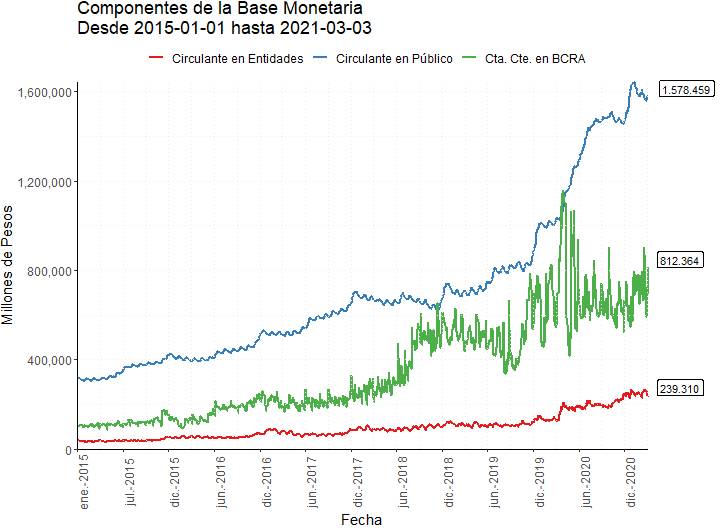 Componentes de la Base Monetaria
Desde 2015-01-01 hasta 2021-03-03
Circulante en Entidades Circulante en Público Cta. Cte. en BCRA
Millones de Pesos
1,600,000
1,200,000
800,000
400,000
0
1.578.459
812.364
239.310
ene.-2015
jul.-2015
dic.-2015
jun.-2016
dic.-2016
jun.-2017
dic.-2017
jun.-2018
dic.-2018
jun.-2019
dic.-2019
jun.-2020
dic.-2020
Fecha